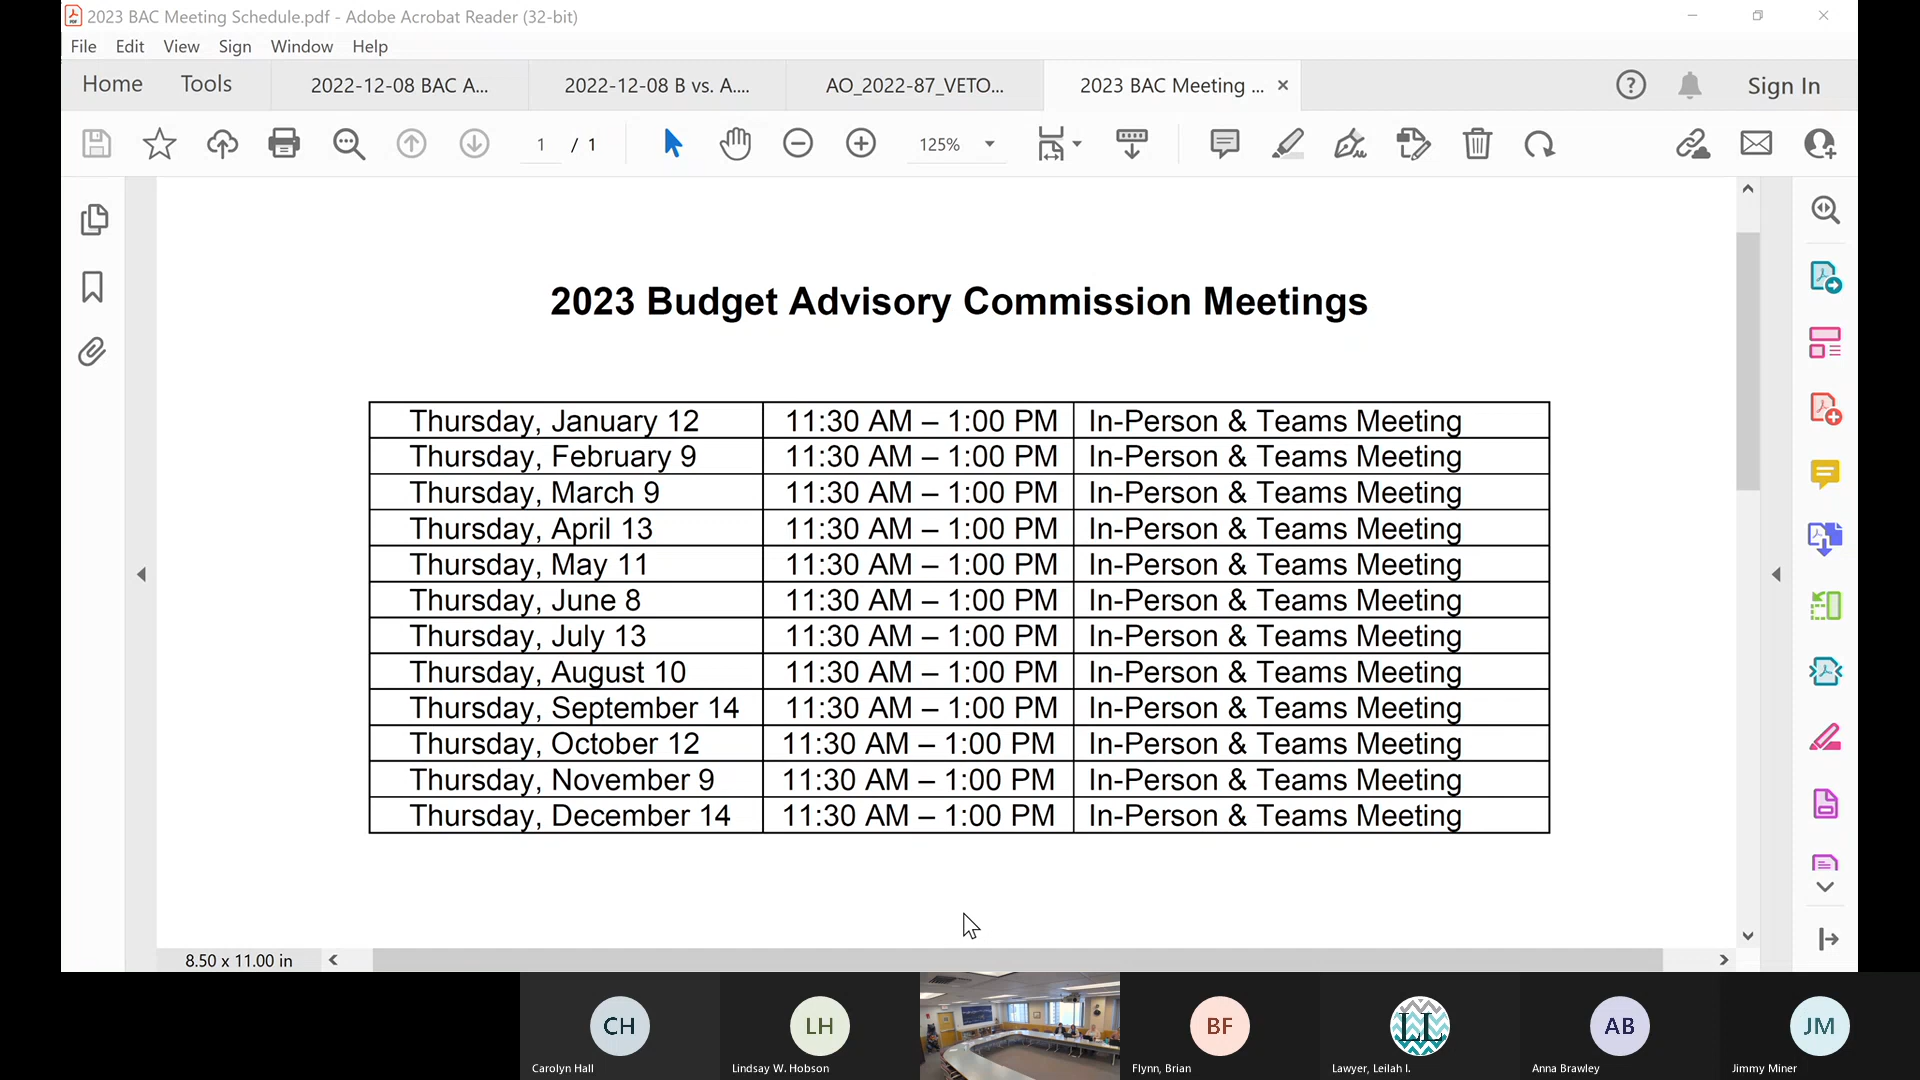 2023 BAC Meeting Schedule.pdf - Adobe Acrobat Reader (32-bit)
File Edit View Sign Window Help
Home Tools 2022-12-08 BAC A... 2022-12-08 B vs. A.... AO_2022-87_VETO... 2023 BAC Meeting ... Sign In
1 / 1 125%
2023 Budget Advisory Commission Meetings
Thursday, January 12 11:30 AM – 1:00 PM In-Person & Teams Meeting
Thursday, February 9 11:30 AM – 1:00 PM In-Person & Teams Meeting
Thursday, March 9 11:30 AM – 1:00 PM In-Person & Teams Meeting
Thursday, April 13 11:30 AM – 1:00 PM In-Person & Teams Meeting
Thursday, May 11 11:30 AM – 1:00 PM In-Person & Teams Meeting
Thursday, June 8 11:30 AM – 1:00 PM In-Person & Teams Meeting
Thursday, July 13 11:30 AM – 1:00 PM In-Person & Teams Meeting
Thursday, August 10 11:30 AM – 1:00 PM In-Person & Teams Meeting
Thursday, September 14 11:30 AM – 1:00 PM In-Person & Teams Meeting
Thursday, October 12 11:30 AM – 1:00 PM In-Person & Teams Meeting
Thursday, November 9 11:30 AM – 1:00 PM In-Person & Teams Meeting
Thursday, December 14 11:30 AM – 1:00 PM In-Person & Teams Meeting
8.50 x 11.00 in
CH LH BF LL AB JM
Carolyn Hall Lindsay W. Hobson Flynn, Brian Lawyer, Leilah I. Anna Brawley Jimmy Miner